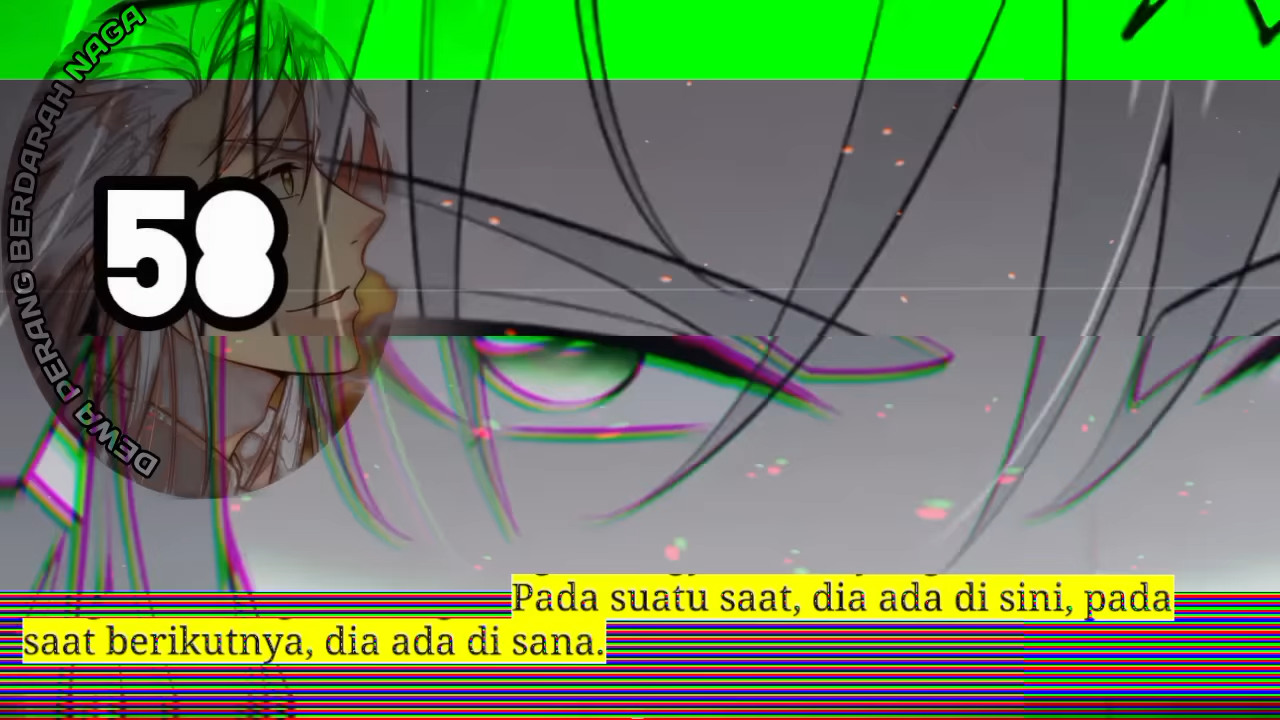 DEWA PERANG BERDARAH NAGA
58
Pada suatu saat, dia ada di sini, pada
saat berikutnya, dia ada di sana.